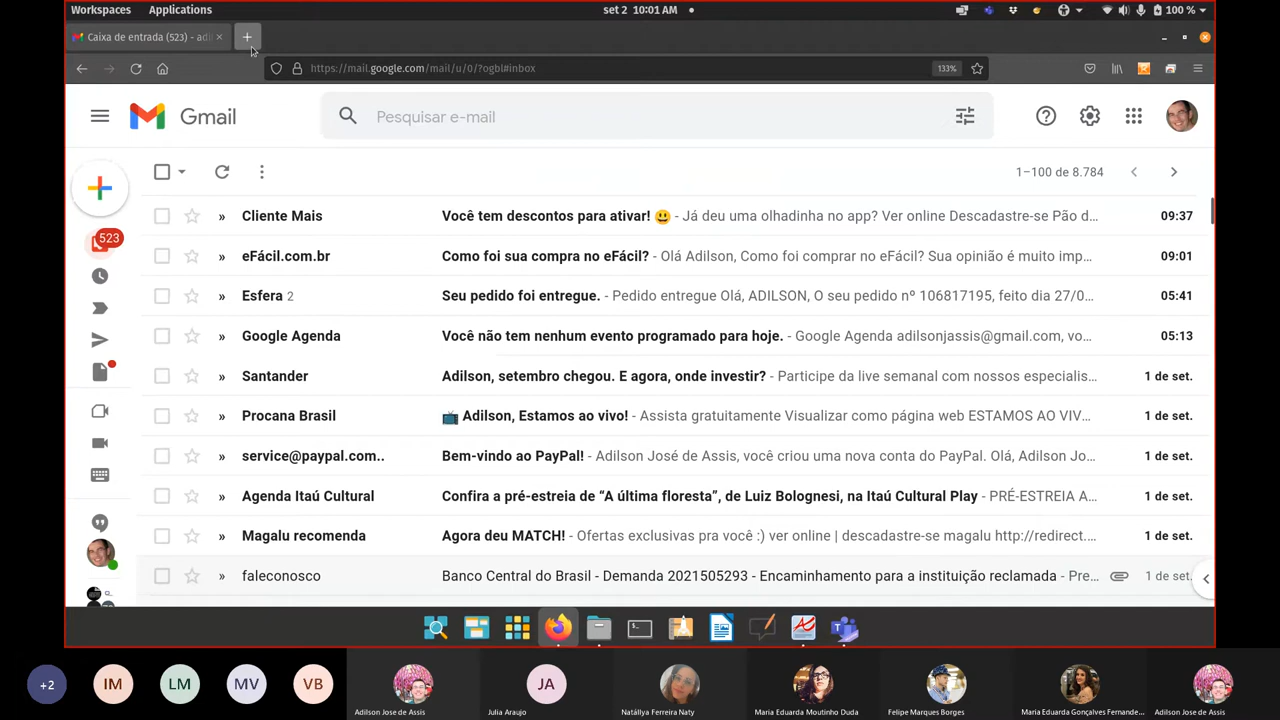 Workspaces Applications set 2 10:01 AM 100 %
Caixa de entrada (523) - adi
https://mail.google.com/mail/u/0/?ogbl#inbox 133%
Gmail Pesquisar e-mail
1–100 de 8.784
Cliente Mais Você tem descontos para ativar! 😃 - Já deu uma olhadinha no app? Ver online Descadastre-se Pão d... 09:37
523
eFácil.com.br Como foi sua compra no eFácil? - Olá Adilson, Como foi comprar no eFácil? Sua opinião é muito imp... 09:01
Esfera 2 Seu pedido foi entregue. - Pedido entregue Olá, ADILSON, O seu pedido nº 106817195, feito dia 27/0... 05:41
Google Agenda Você não tem nenhum evento programado para hoje. - Google Agenda adilsonjassis@gmail.com, vo... 05:13
Santander Adilson, setembro chegou. E agora, onde investir? - Participe da live semanal com nossos especialis... 1 de set.
Procana Brasil 📺 Adilson, Estamos ao vivo! - Assista gratuitamente Visualizar como página web ESTAMOS AO VIV... 1 de set.
service@paypal.com.. Bem-vindo ao PayPal! - Adilson José de Assis, você criou uma nova conta do PayPal. Olá, Adilson Jo... 1 de set.
Agenda Itaú Cultural Confira a pré-estreia de “A última floresta”, de Luiz Bolognesi, na Itaú Cultural Play - PRÉ-ESTREIA A... 1 de set.
Magalu recomenda Agora deu MATCH! - Ofertas exclusivas pra você :) ver online | descadastre-se magalu http://redirect.... 1 de set.
faleconosco Banco Central do Brasil - Demanda 2021505293 - Encaminhamento para a instituição reclamada - Pre... 1 de set.
+2 IM LM MV VB JA
Adilson Jose de Assis Julia Araujo Natállya Ferreira Naty Maria Eduarda Moutinho Duda Felipe Marques Borges Maria Eduarda Gonçalves Fernande... Adilson Jose de Assis